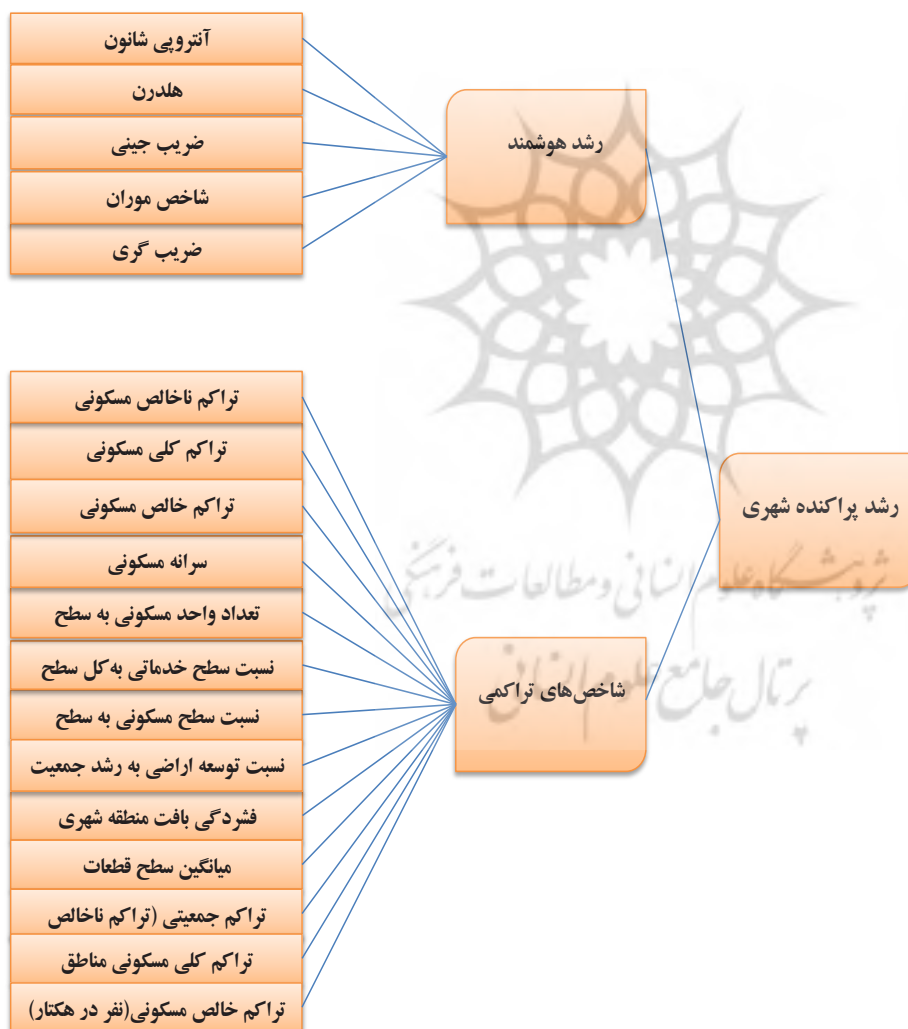 آنتروپی شانون
هلدرن
ضریب جینی
شاخص موران
ضریب گری
رشد هوشمند
رشد پراکنده شهری
شاخص‌های تراکمی
تراکم ناخالص مسکونی
تراکم کلی مسکونی
تراکم خالص مسکونی
سرانه مسکونی
تعداد واحد مسکونی به سطح
نسبت سطح خدماتی به کل سطح
نسبت سطح مسکونی به سطح
نسبت توسعه اراضی به رشد جمعیت
فشردگی بافت منطقه شهری
میانگین سطح قطعات
تراکم جمعیتی (تراکم ناخالص
تراکم کلی مسکونی مناطق
تراکم خالص مسکونی(نفر در هکتار)
پژوهشگاه علوم انسانی و مطالعات فرهنگی
پرتال جامع علوم انسانی